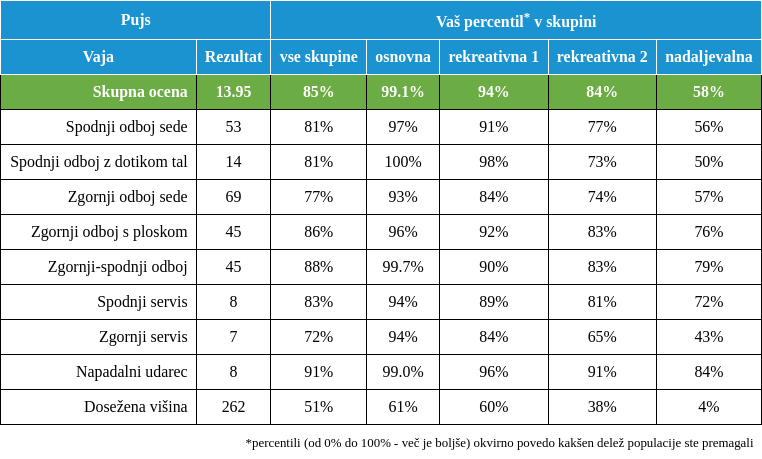 Pujs Vaš percentil* v skupini
Vaja Rezultat vse skupine osnovna rekreativna 1 rekreativna 2 nadaljevalna
Skupna ocena 13.95 85% 99.1% 94% 84% 58%
Spodnji odboj sede 53 81% 97% 91% 77% 56%
Spodnji odboj z dotikom tal 14 81% 100% 98% 73% 50%
Zgornji odboj sede 69 77% 93% 84% 74% 57%
Zgornji odboj s ploskom 45 86% 96% 92% 83% 76%
Zgornji-spodnji odboj 45 88% 99.7% 90% 83% 79%
Spodnji servis 8 83% 94% 89% 81% 72%
Zgornji servis 7 72% 94% 84% 65% 43%
Napadalni udarec 8 91% 99.0% 96% 91% 84%
Dosežena višina 262 51% 61% 60% 38% 4%
*percentili (od 0% do 100% - več je boljše) okvirno povedo kakšen delež populacije ste premagali